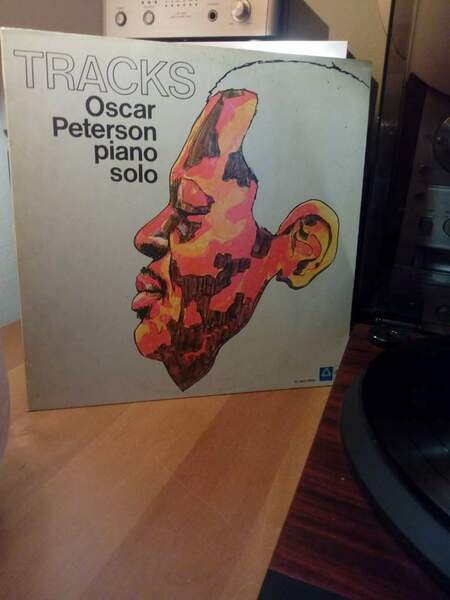 TRACKS
Oscar
Peterson
piano
solo